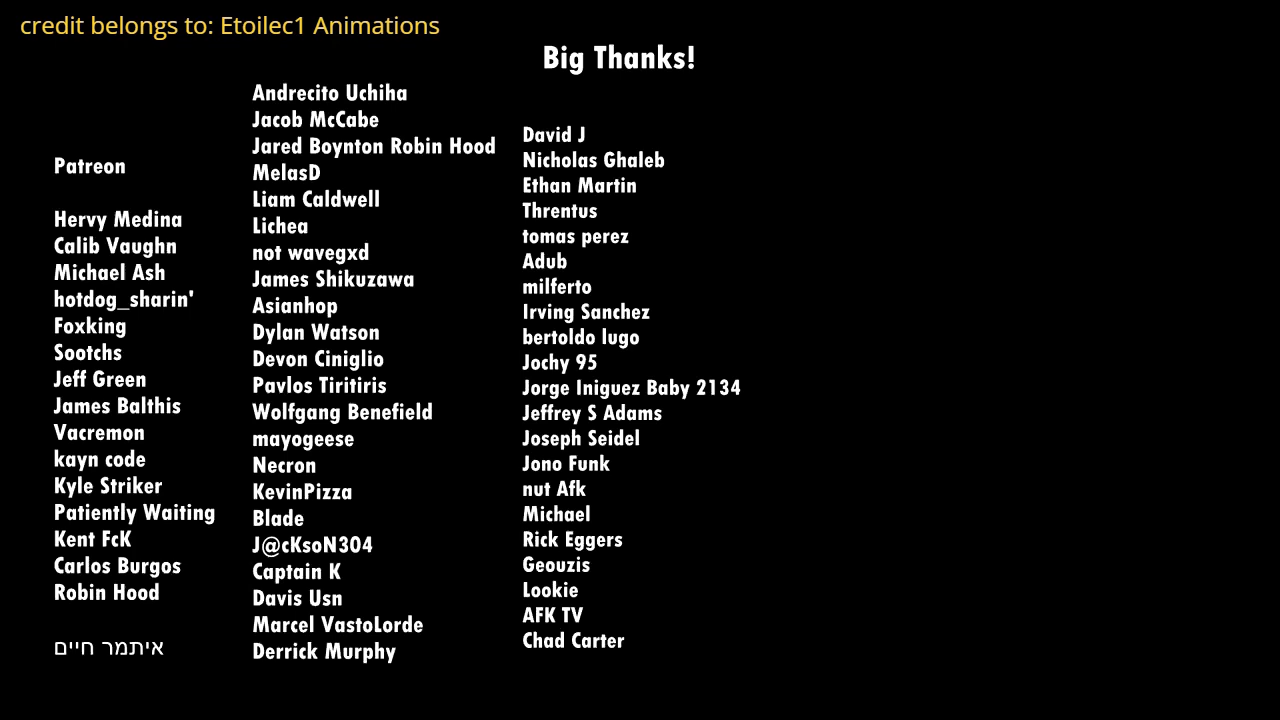 credit belongs to: Etoilec1 Animations
Big Thanks!
Patreon
Hervy Medina
Calib Vaughn
Michael Ash
hotdog_sharin'
Foxking
Sootchs
Jeff Green
James Balthis
Vacremon
kayn code
Kyle Striker
Patiently Waiting
Kent FcK
Carlos Burgos
Robin Hood
איתמר חיים
Andrecito Uchiha
Jacob McCabe
Jared Boynton Robin Hood
MelasD
Liam Caldwell
Lichea
not wavegxd
James Shikuzawa
Asianhop
Dylan Watson
Devon Ciniglio
Pavlos Tiritiris
Wolfgang Benefield
mayogeese
Necron
KevinPizza
Blade
J@cKsoN304
Captain K
Davis Usn
Marcel VastoLorde
Derrick Murphy
David J
Nicholas Ghaleb
Ethan Martin
Threntus
tomas perez
Adub
milferto
Irving Sanchez
bertoldo lugo
Jochy 95
Jorge Iniguez Baby 2134
Jeffrey S Adams
Joseph Seidel
Jono Funk
nut Afk
Michael
Rick Eggers
Geouzis
Lookie
AFK TV
Chad Carter